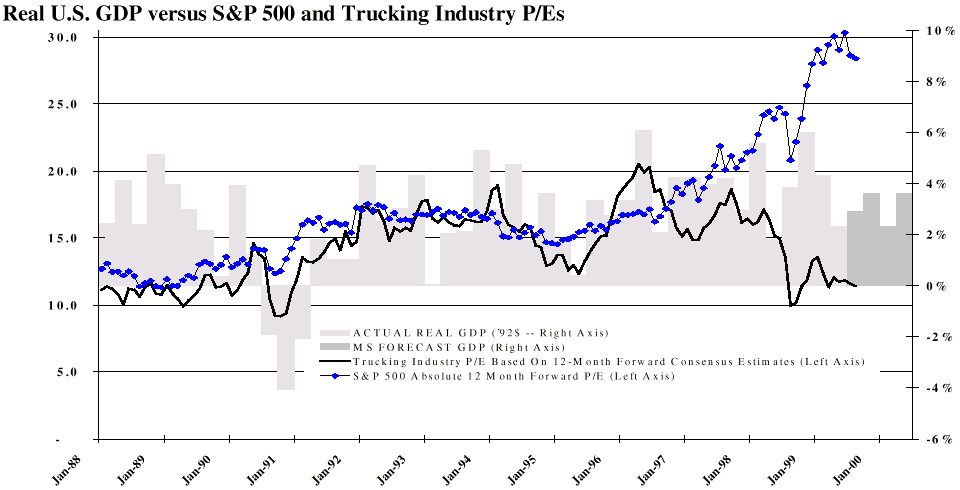 Real U.S. GDP versus S&P 500 and Trucking Industry P/Es
30.0
25.0
20.0
15.0
10.0
5.0
-
10%
8%
6%
4%
2%
0%
-2%
-4%
-6%
ACTUAL REAL GDP ('92$ -- Right Axis)
MS FORECAST GDP (Right Axis)
Trucking Industry P/E Based On 12-Month Forward Consensus Estimates (Left Axis)
S&P 500 Absolute 12 Month Forward P/E (Left Axis)
Jan-88
Jan-89
Jan-90
Jan-91
Jan-92
Jan-93
Jan-94
Jan-95
Jan-96
Jan-97
Jan-98
Jan-99
Jan-00